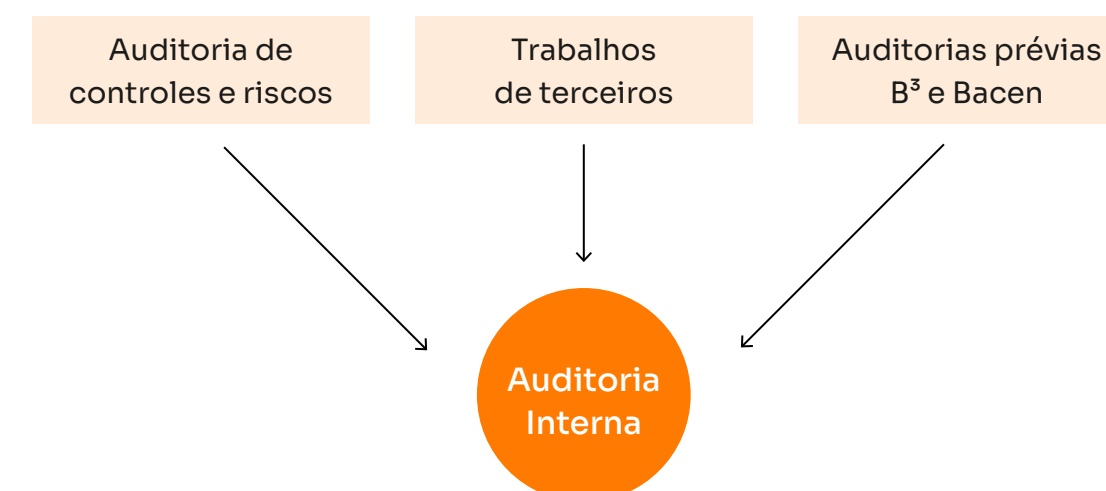 Auditoria de
controles e riscos
Trabalhos
de terceiros
Auditorias prévias
B³ e Bacen
Auditoria
Interna